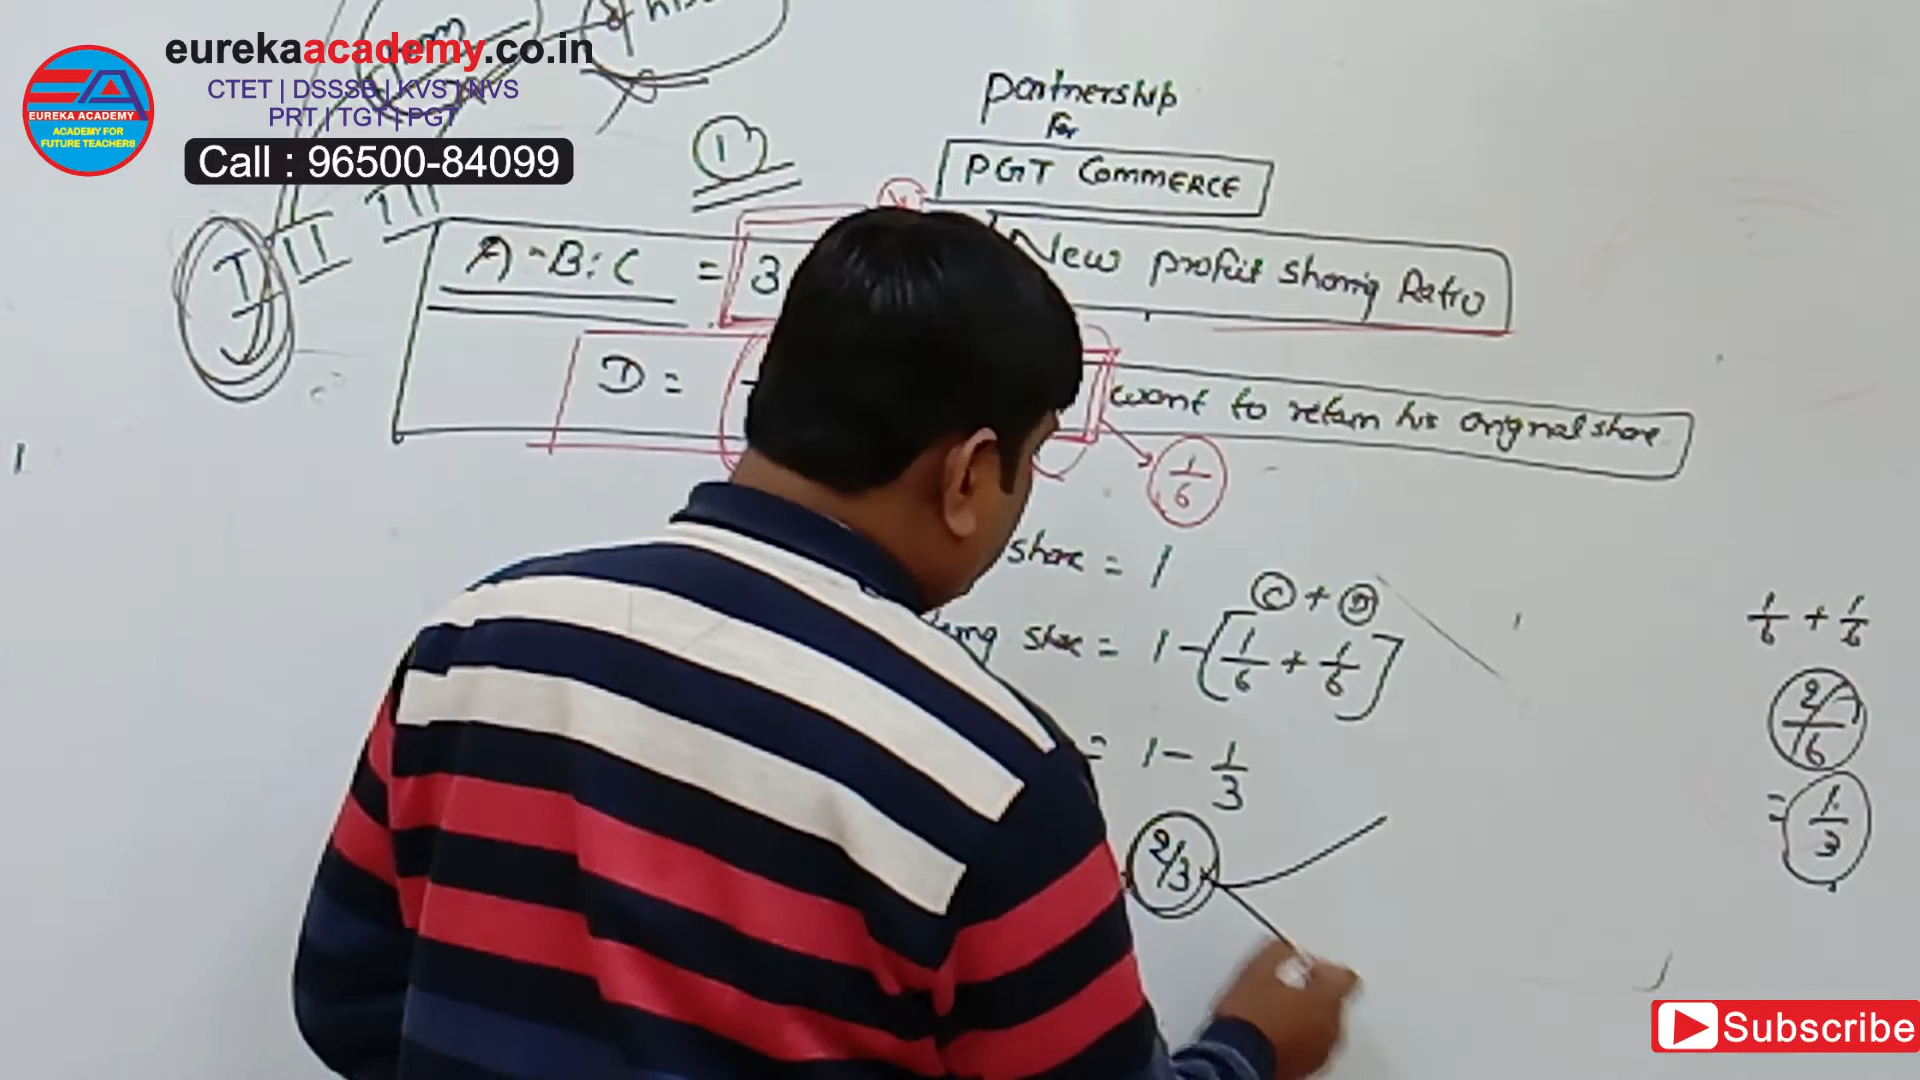 eurekaacademy.co.in
CTET | DSSSB | KVS | NVS
PRT | TGT | PGT
Call : 96500-84099
EUREKA ACADEMY
ACADEMY FOR
FUTURE TEACHERS
Partnership
For
PGT COMMERCE
1
I II III
A-B:C = 3
New profit sharing Ratio
D =
want to retain his original share
1/6
share = 1
C + D
share = 1 - [1/6 + 1/6]
= 1 - 1/3
2/3
1/6 + 1/6
2/6
= 1/3
Subscribe